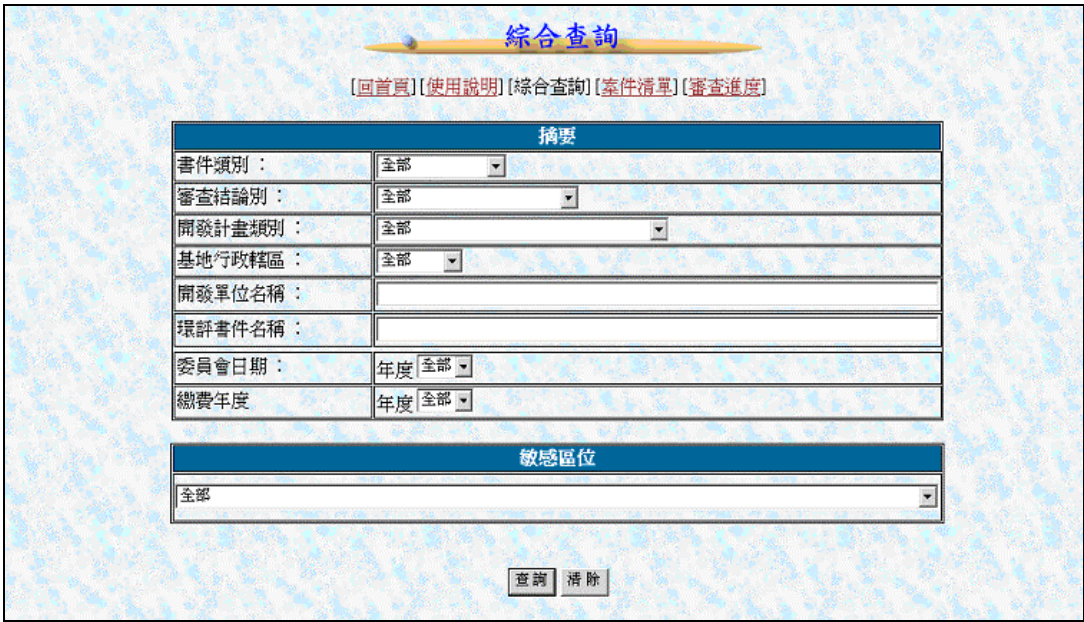 綜合查詢
[回首頁] [使用說明] [綜合查詢] [案件清單] [審查進度]
摘要
書件類別 : 全部
審查結論別 : 全部
開發計畫類別 : 全部
基地行政轄區 : 全部
開發單位名稱 :
環評書件名稱 :
委員會日期 : 年度 全部
繳費年度 年度 全部
敏感區位
全部
查詢 清除